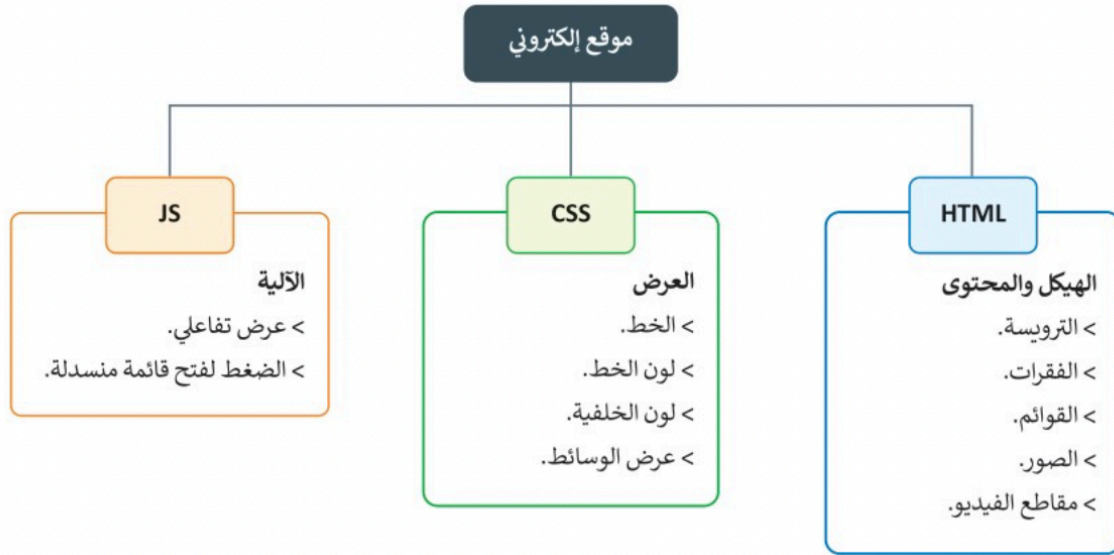 موقع إلكتروني
HTML
الهيكل والمحتوى
> الترويسة.
> الفقرات.
> القوائم.
> الصور.
> مقاطع الفيديو.
CSS
العرض
> الخط.
> لون الخط.
> لون الخلفية.
> عرض الوسائط.
JS
الآلية
> عرض تفاعلي.
> الضغط لفتح قائمة منسدلة.